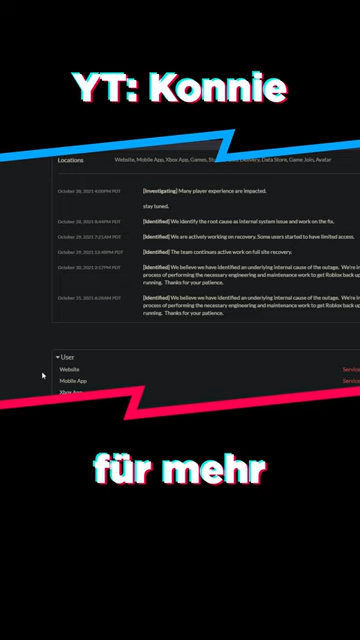 YT: Konnie
Locations Website, Mobile App, Xbox App, Games, Data Store, Game Join, Avatar
October 28, 2021 4:08PM PDT [Investigating] Many player experience are impacted.
stay tuned.
[Identified] We identify the root cause as internal system issue and work on the fix.
October 29, 2021 7:21AM PDT [Identified] We are actively working on recovery. Some users started to have limited access.
[Identified] The team continues active work on full site recovery.
October 30, 2021 2:17PM PDT [Identified] We believe we have identified an underlying internal cause of the outage. We're in
process of performing the necessary engineering and maintenance work to get Roblox back up
running. Thanks for your patience.
[Identified] We believe we have identified an underlying internal cause of the outage. We're in
process of performing the necessary engineering and maintenance work to get Roblox back up
running. Thanks for your patience.
User
Website Service
Mobile App Service
Xbox App
für mehr